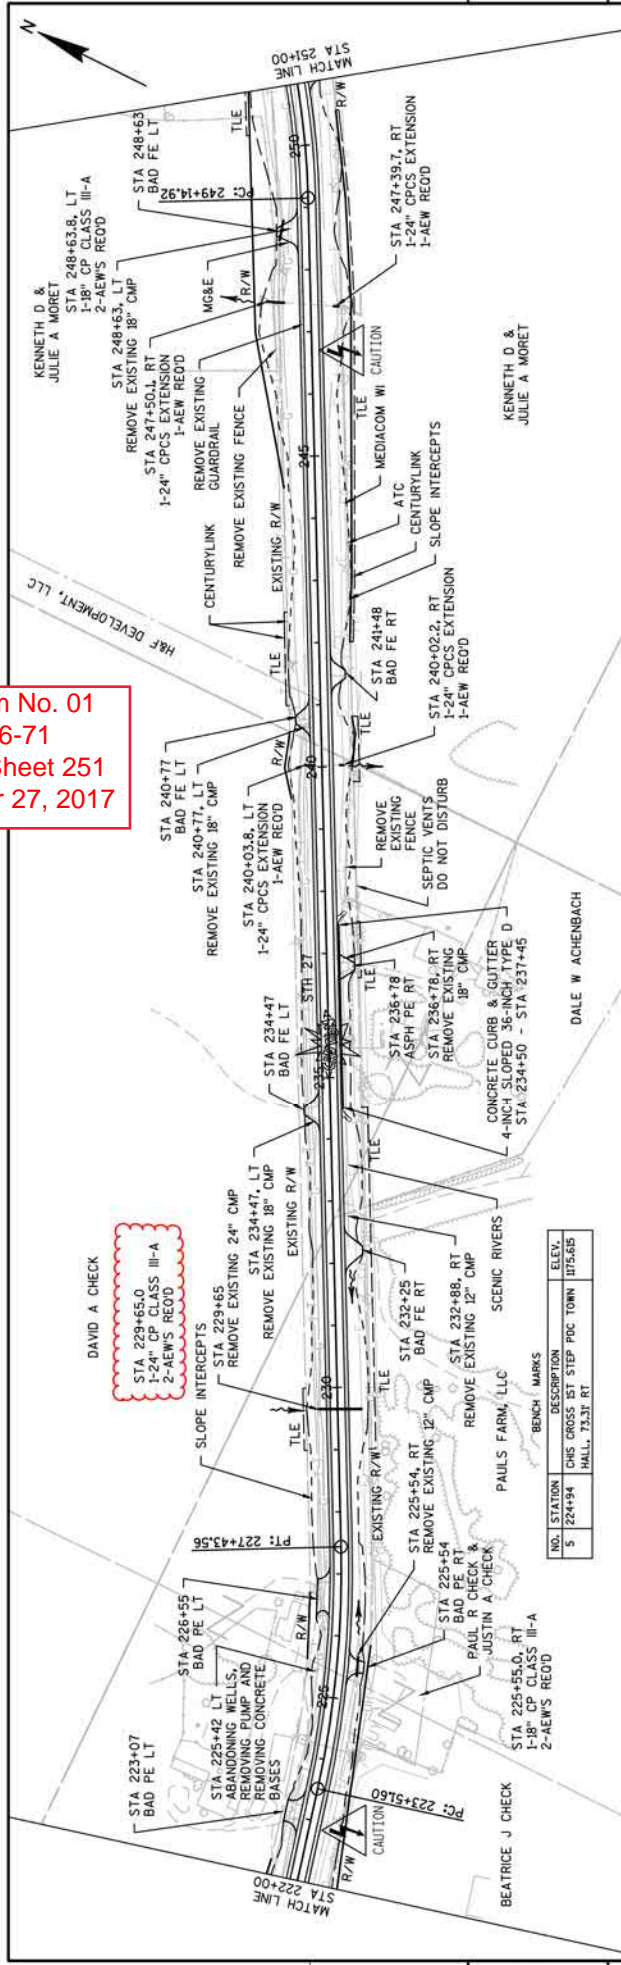 n No. 01
6-71
Sheet 251
r 27, 2017
N
BEATRICE J CHECK
MATCH LINE
STA 222+00
R/W
CAUTION
PC: 223+51.60
STA 223+07
BAD PE LT
STA 225+42 LT
ABANDONING WELLS,
REMOVING PUMP AND
REMOVING CONCRETE
BASES
STA 226+55
BAD PE LT
R/W
225
PT: 227+43.56
STA 225+55.0, RT
1-18" CP CLASS III-A
2-AEW'S REQ'D
PAUL R CHECK &
JUSTIN A CHECK
STA 225+54
BAD PE RT
STA 225+54, RT
REMOVE EXISTING 12" CMP
EXISTING R/W
TLE
PAULS FARM, LLC
DAVID A CHECK
STA 229+65.0
1-24" CP CLASS III-A
2-AEW'S REQ'D
SLOPE INTERCEPTS
TLE
STA 229+65
REMOVE EXISTING 24" CMP
230
STA 234+47, LT
REMOVE EXISTING 18" CMP
EXISTING R/W
STA 232+25
BAD FE RT
STA 232+88, RT
REMOVE EXISTING 12" CMP
SCENIC RIVERS
TLE
STA 234+47
BAD FE LT
235
STH 27
STA 236+78
ASPH PE RT
TLE
STA 236+78, RT
REMOVE EXISTING
18" CMP
CONCRETE CURB & GUTTER
4-INCH SLOPED 36-INCH TYPE D
STA 234+50 - STA 237+45
DALE W ACHENBACH
REMOVE
EXISTING
FENCE
SEPTIC VENTS
DO NOT DISTURB
STA 240+77
BAD FE LT
STA 240+77, LT
REMOVE EXISTING 18" CMP
STA 240+03.8, LT
1-24" CPCS EXTENSION
1-AEW REQ'D
R/W
240
TLE
TLE
STA 240+02.2, RT
1-24" CPCS EXTENSION
1-AEW REQ'D
STA 241+48
BAD FE RT
H&F DEVELOPMENT, LLC
CENTURYLINK
EXISTING R/W
SLOPE INTERCEPTS
CENTURYLINK
ATC
MEDIACOM WI
TLE
245
REMOVE EXISTING FENCE
REMOVE EXISTING
GUARDRAIL
STA 247+50.1, RT
1-24" CPCS EXTENSION
1-AEW REQ'D
STA 248+63, LT
REMOVE EXISTING 18" CMP
STA 248+63.8, LT
1-18" CP CLASS III-A
2-AEW'S REQ'D
KENNETH D &
JULIE A MORET
MG&E
R/W
STA 248+63
BAD FE LT
PC: 249+14.92
CAUTION
STA 247+39.7, RT
1-24" CPCS EXTENSION
1-AEW REQ'D
KENNETH D &
JULIE A MORET
TLE
250
R/W
MATCH LINE
STA 251+00
BENCH MARKS
NO. STATION DESCRIPTION ELEV.
5 224+94 CHIS CROSS 1ST STEP PDC TOWN 1175.615
HALL, 73.31' RT